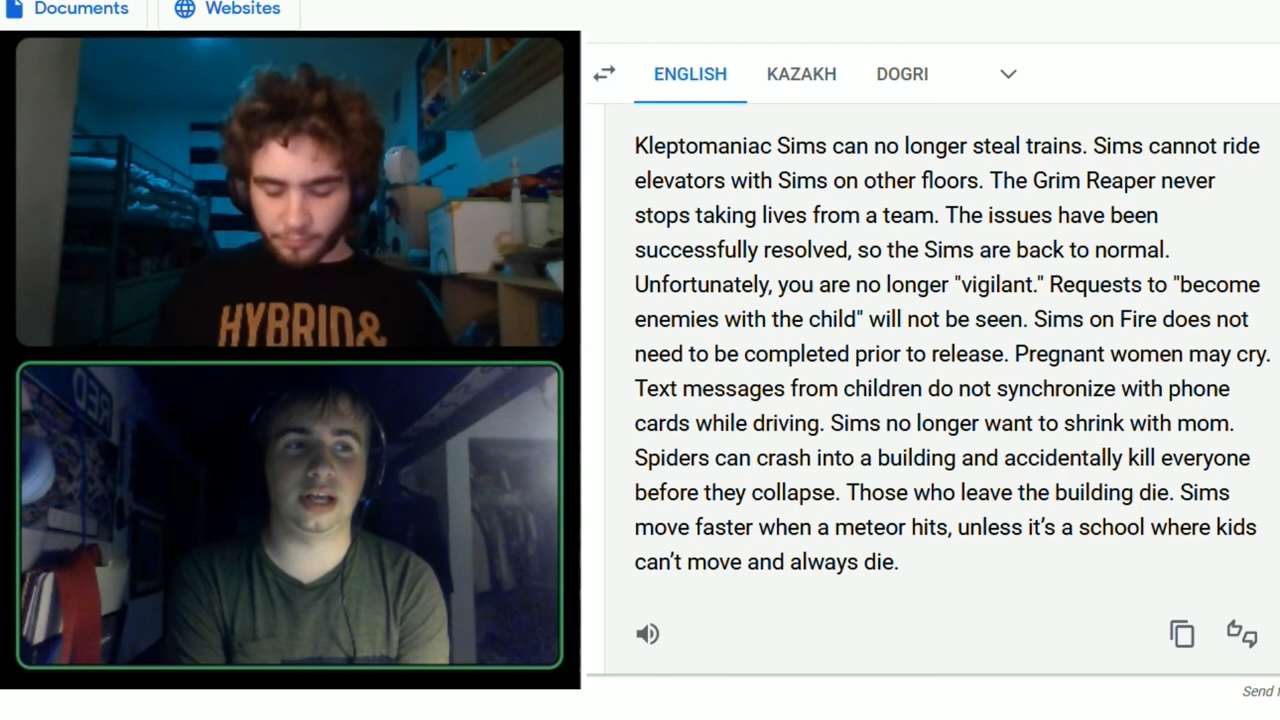 Documents
Websites
ENGLISH
KAZAKH
DOGRI
HYBRID&
RED
Kleptomaniac Sims can no longer steal trains. Sims cannot ride
elevators with Sims on other floors. The Grim Reaper never
stops taking lives from a team. The issues have been
successfully resolved, so the Sims are back to normal.
Unfortunately, you are no longer "vigilant." Requests to "become
enemies with the child" will not be seen. Sims on Fire does not
need to be completed prior to release. Pregnant women may cry.
Text messages from children do not synchronize with phone
cards while driving. Sims no longer want to shrink with mom.
Spiders can crash into a building and accidentally kill everyone
before they collapse. Those who leave the building die. Sims
move faster when a meteor hits, unless it’s a school where kids
can’t move and always die.
Send